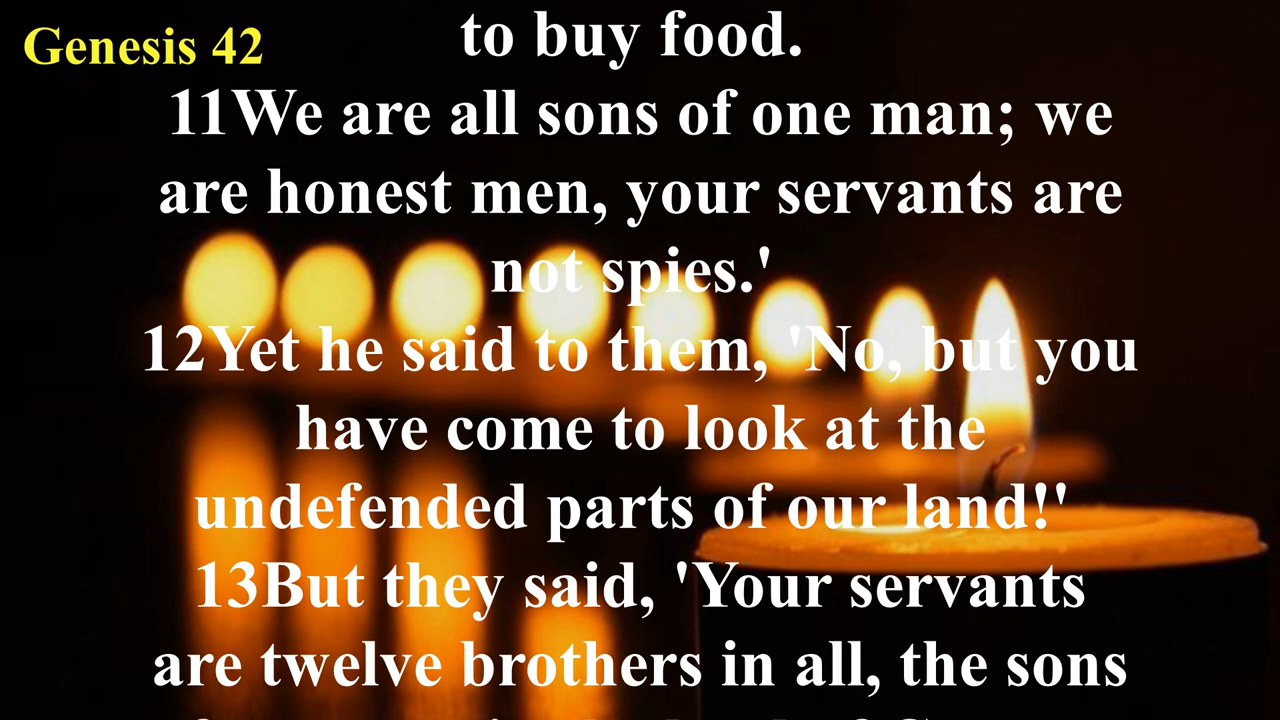 Genesis 42
to buy food.
11We are all sons of one man; we
are honest men, your servants are
not spies.'
12Yet he said to them, 'No, but you
have come to look at the
undefended parts of our land!'
13But they said, 'Your servants
are twelve brothers in all, the sons